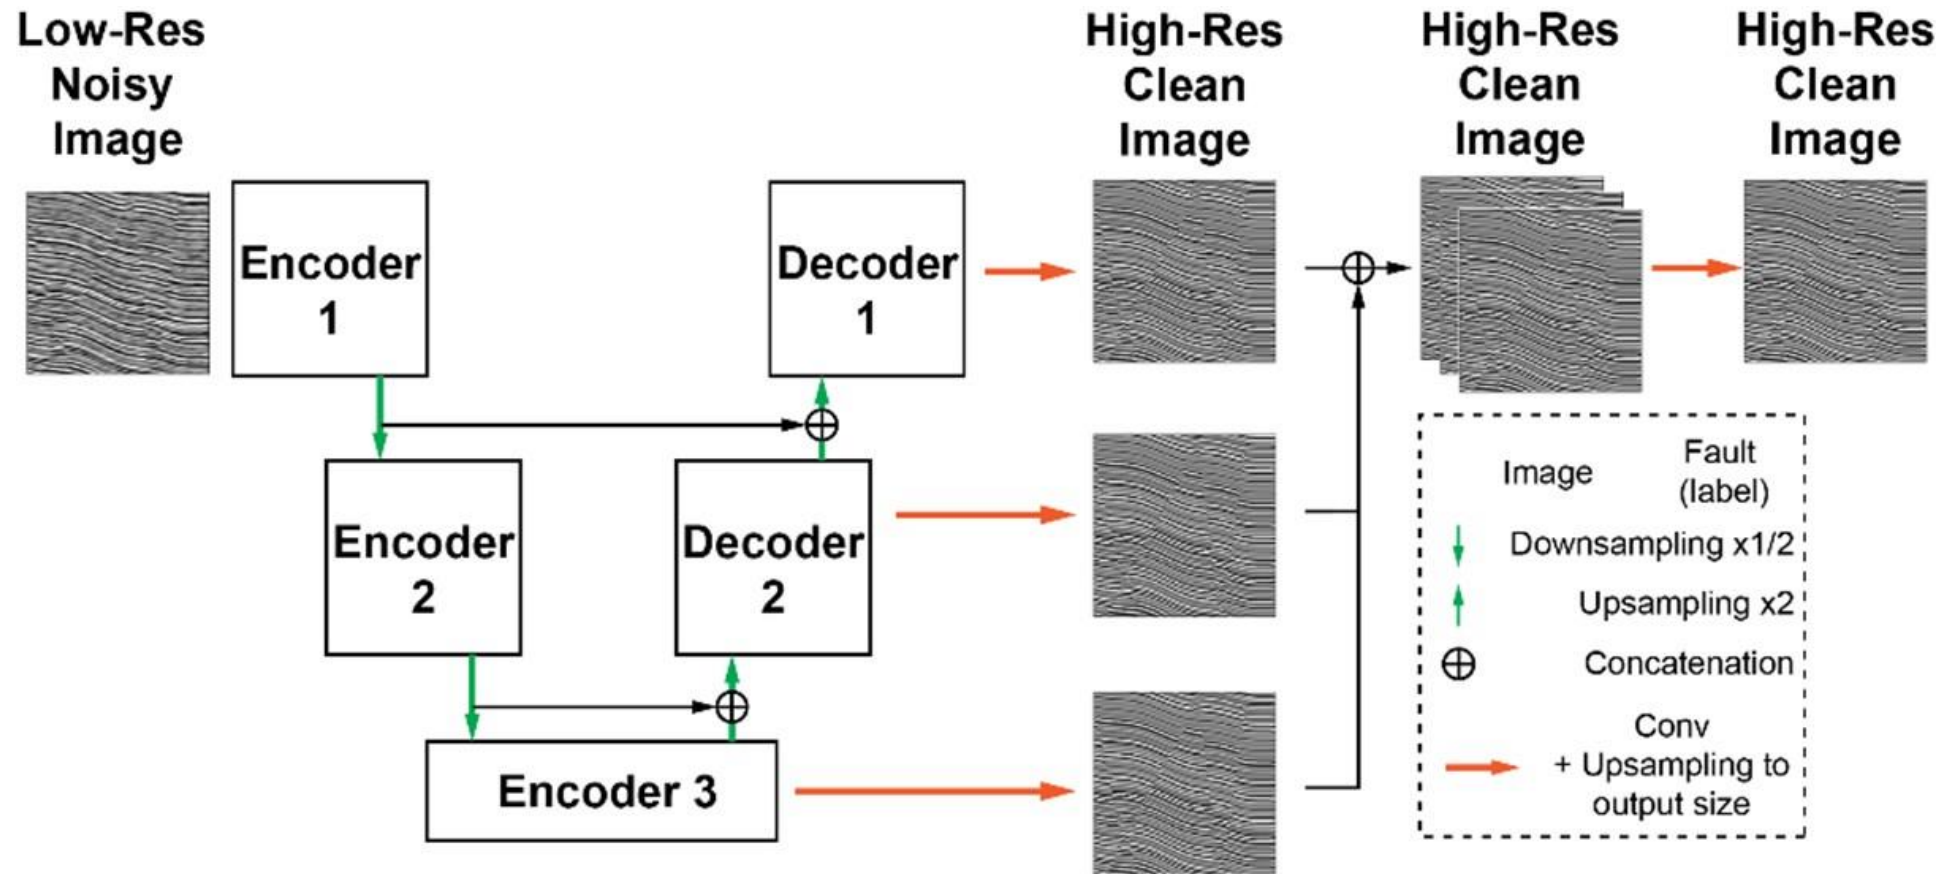 Low-Res
Noisy
Image
High-Res
Clean
Image
High-Res
Clean
Image
High-Res
Clean
Image
Encoder
1
Decoder
1
Encoder
2
Decoder
2
Encoder 3
Image
Fault
(label)
Downsampling x1/2
Upsampling x2
Concatenation
Conv
+ Upsampling to
output size